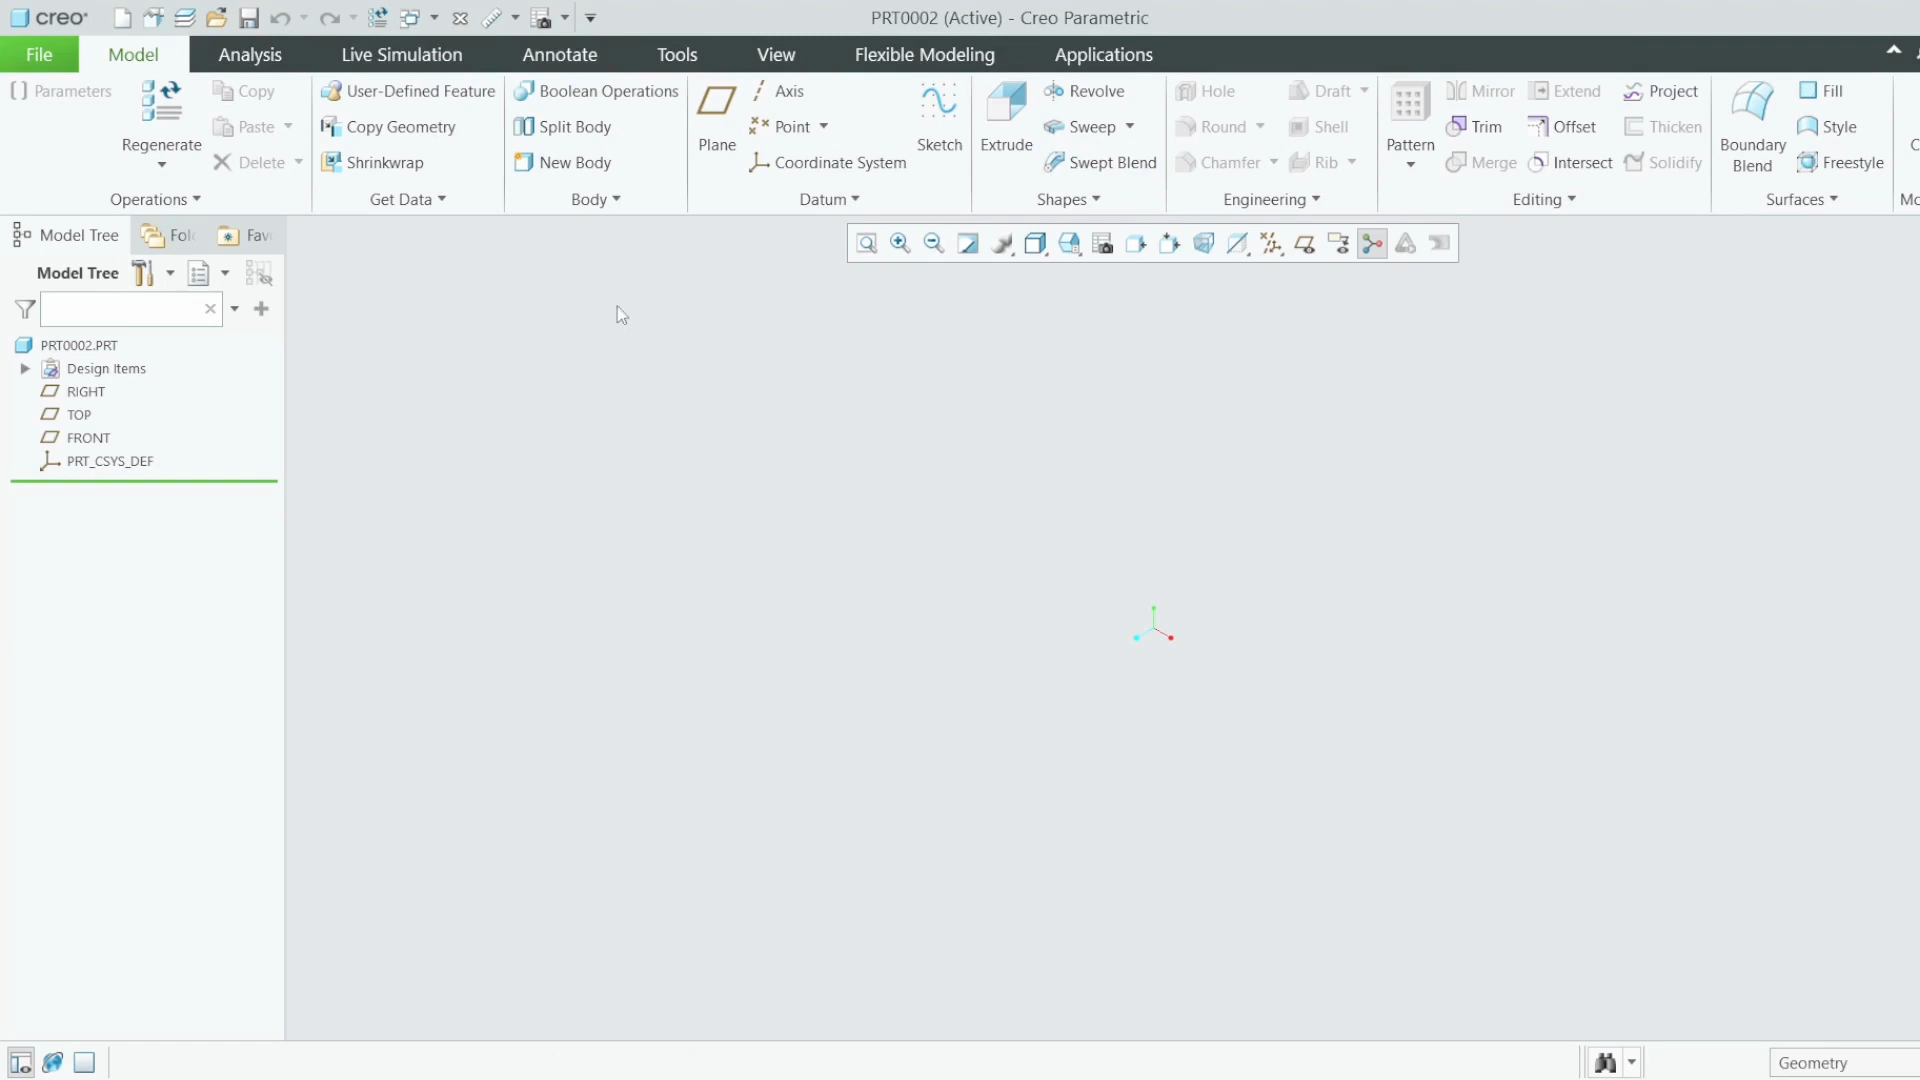 creo
PRT0002 (Active) - Creo Parametric
File
Model
Analysis
Live Simulation
Annotate
Tools
View
Flexible Modeling
Applications
Parameters
Regenerate
Copy
Paste
Delete
Operations
User-Defined Feature
Copy Geometry
Shrinkwrap
Get Data
Boolean Operations
Split Body
New Body
Body
Plane
Axis
Point
Coordinate System
Sketch
Datum
Extrude
Revolve
Sweep
Swept Blend
Shapes
Hole
Round
Chamfer
Draft
Shell
Rib
Engineering
Pattern
Mirror
Trim
Merge
Extend
Offset
Intersect
Project
Thicken
Solidify
Editing
Boundary
Blend
Fill
Style
Freestyle
Surfaces
Model Tree
Fol
Fav
Model Tree
PRT0002.PRT
Design Items
RIGHT
TOP
FRONT
PRT_CSYS_DEF
Geometry